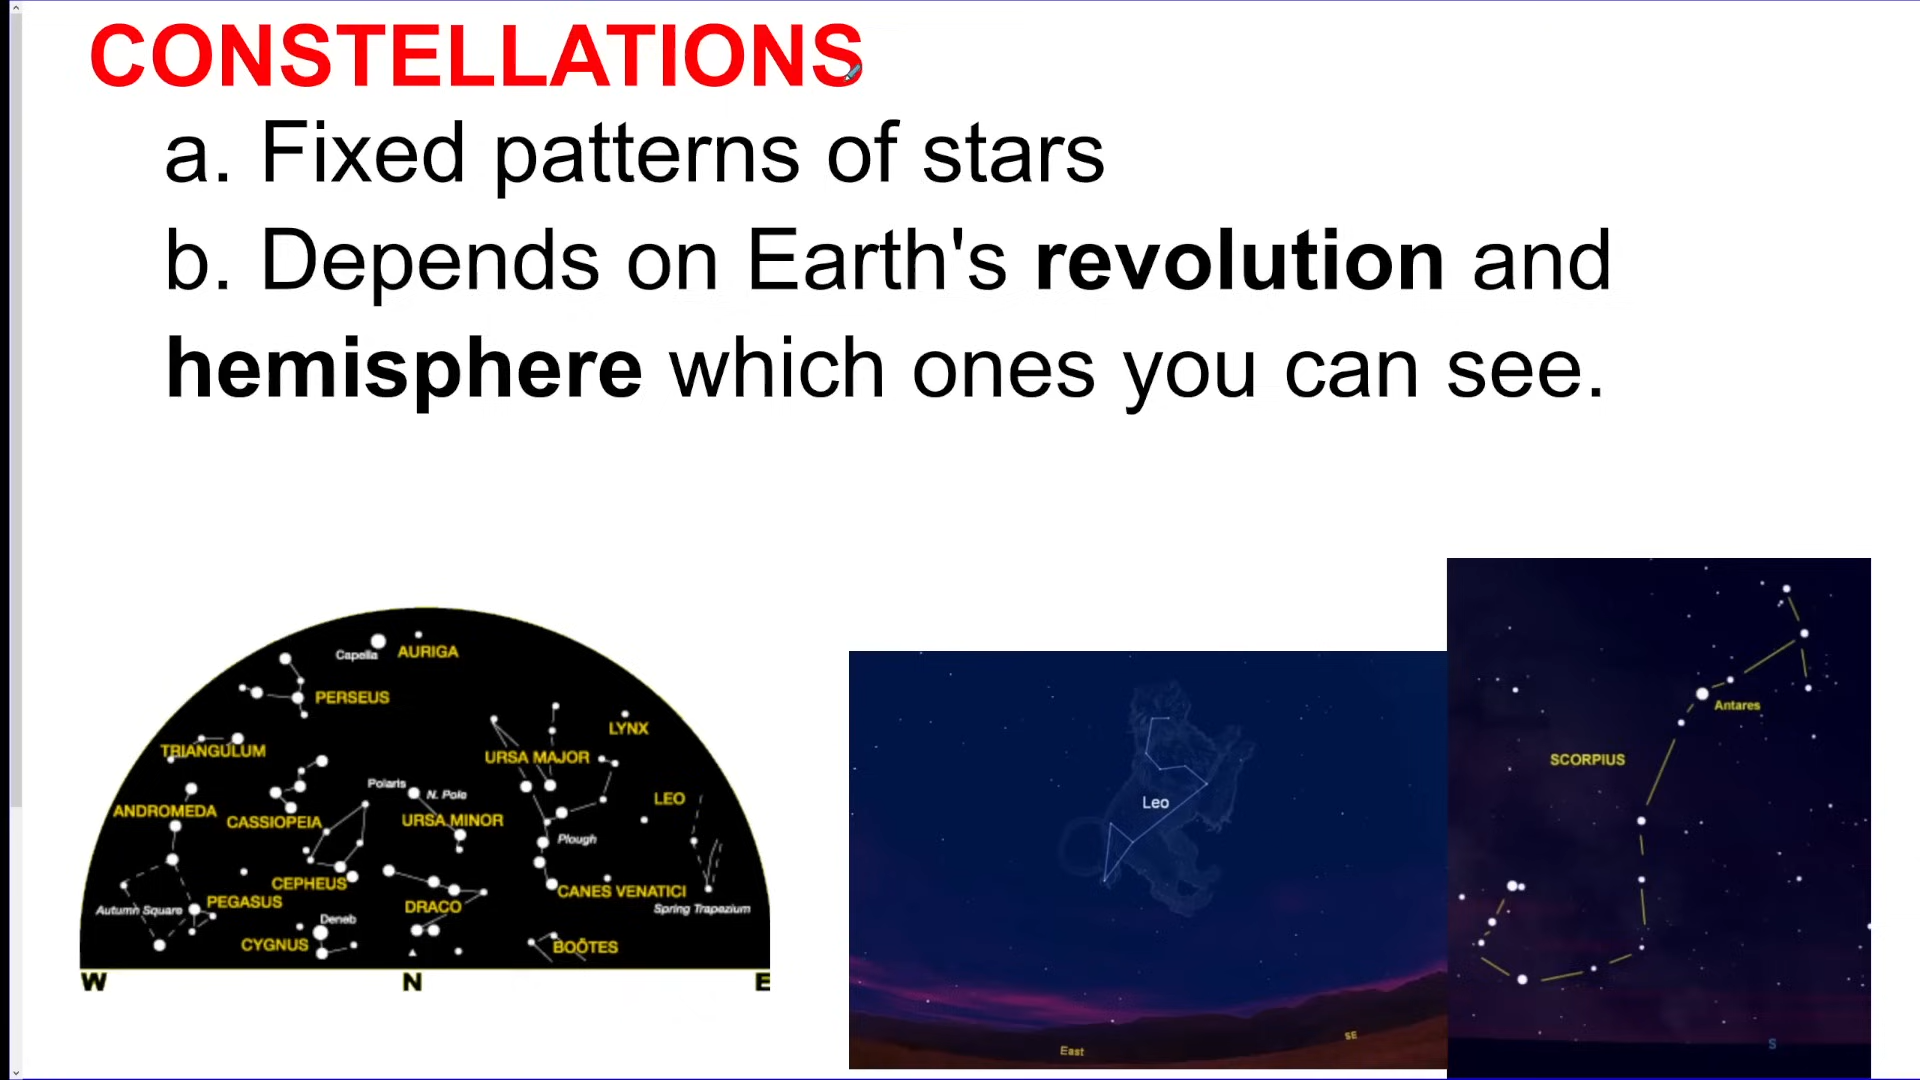 CONSTELLATIONS
a. Fixed patterns of stars
b. Depends on Earth's revolution and
hemisphere which ones you can see.
Capella AURIGA
PERSEUS
LYNX
TRIANGULUM
URSA MAJOR
Polaris N. Pole
LEO
ANDROMEDA
CASSIOPEIA
URSA MINOR
Plough
CEPHEUS
CANES VENATICI
PEGASUS
DRACO
Autumn Square
Spring Trapezium
Deneb
CYGNUS
BOÖTES
W N E
Leo
East
SE
Antares
SCORPIUS
S